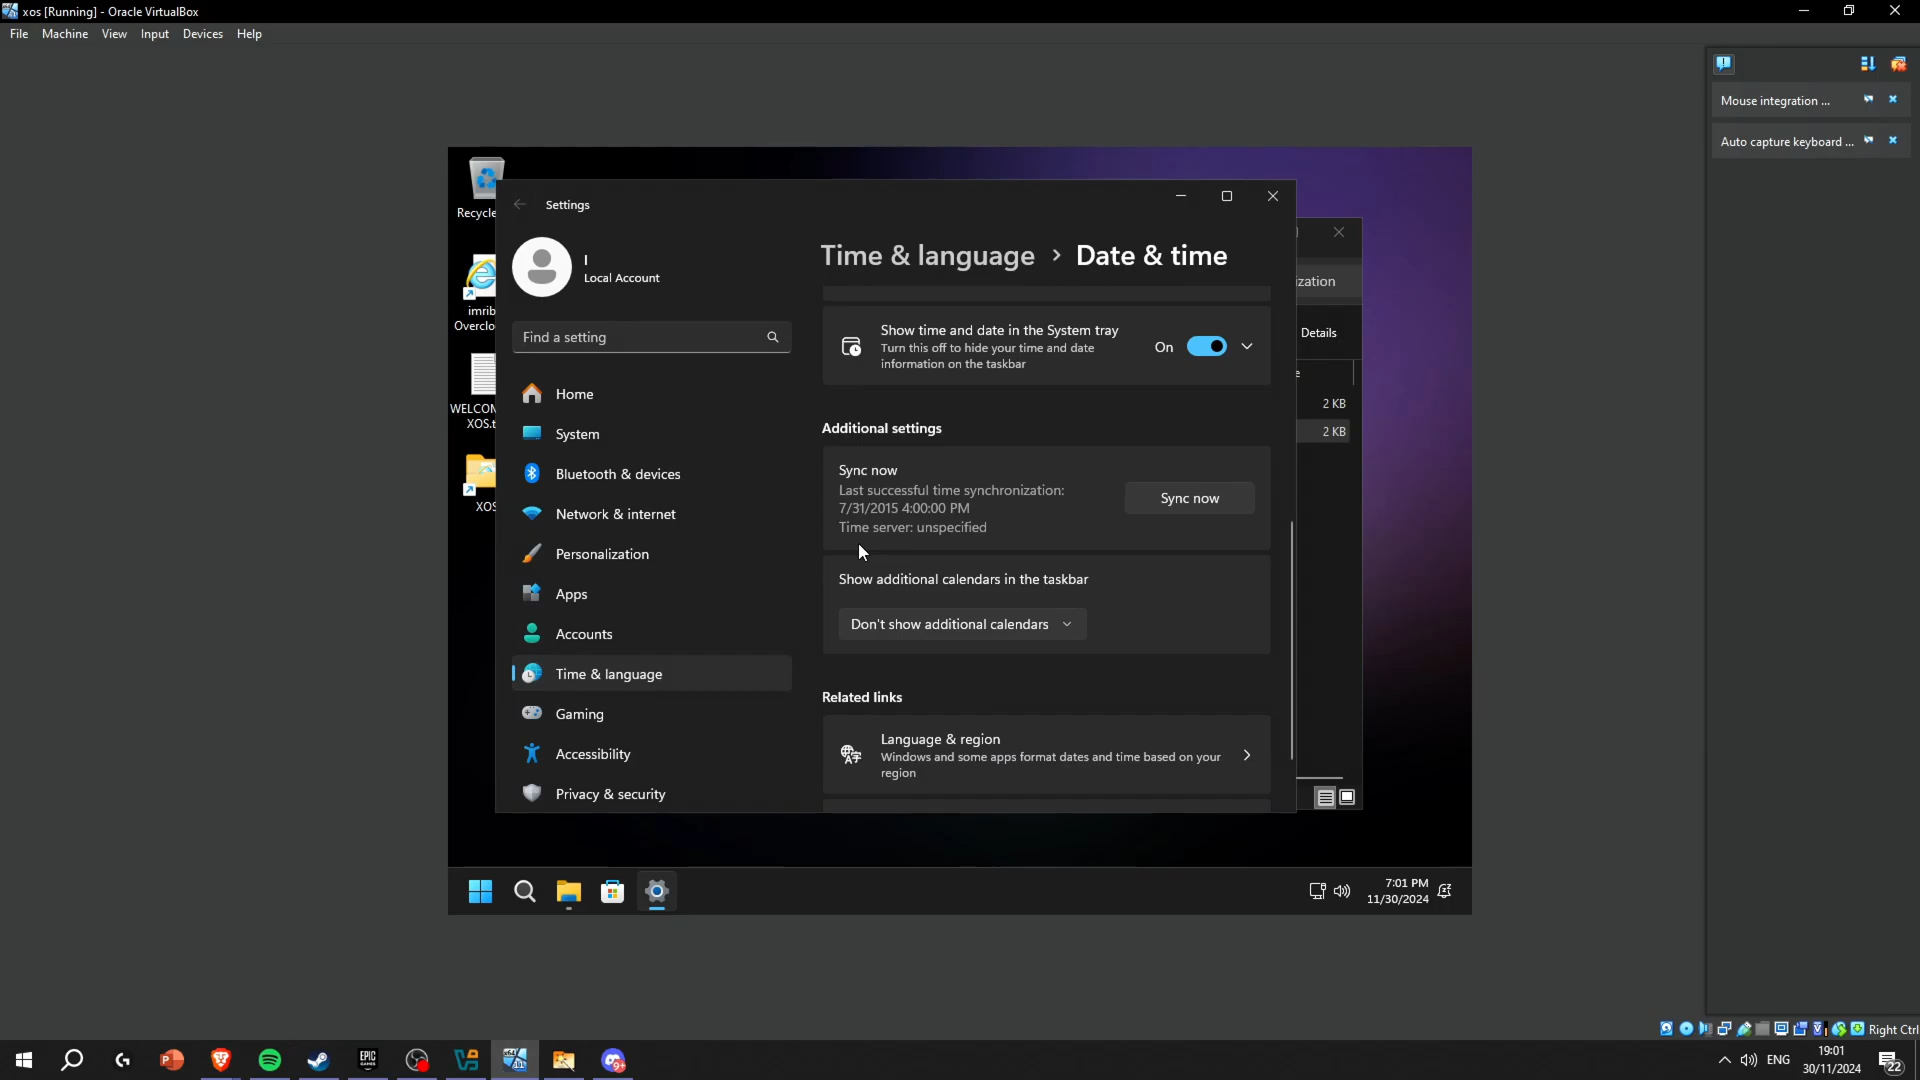 xos [Running] - Oracle VirtualBox
File Machine View Input Devices Help
Mouse integration ...
Auto capture keyboard ...
Recycle
imrib
Overclo
WELCOM
XOS.t
XOS
Settings
I
Local Account
Find a setting
Home
System
Bluetooth & devices
Network & internet
Personalization
Apps
Accounts
Time & language
Gaming
Accessibility
Privacy & security
Time & language › Date & time
Show time and date in the System tray
Turn this off to hide your time and date
information on the taskbar
On
Additional settings
Sync now
Last successful time synchronization:
7/31/2015 4:00:00 PM
Time server: unspecified
Sync now
Show additional calendars in the taskbar
Don't show additional calendars
Related links
Language & region
Windows and some apps format dates and time based on your
region
ization
Details
e
2 KB
2 KB
7:01 PM
11/30/2024
Right Ctrl
EPIC
GAMES
ENG
19:01
30/11/2024
22